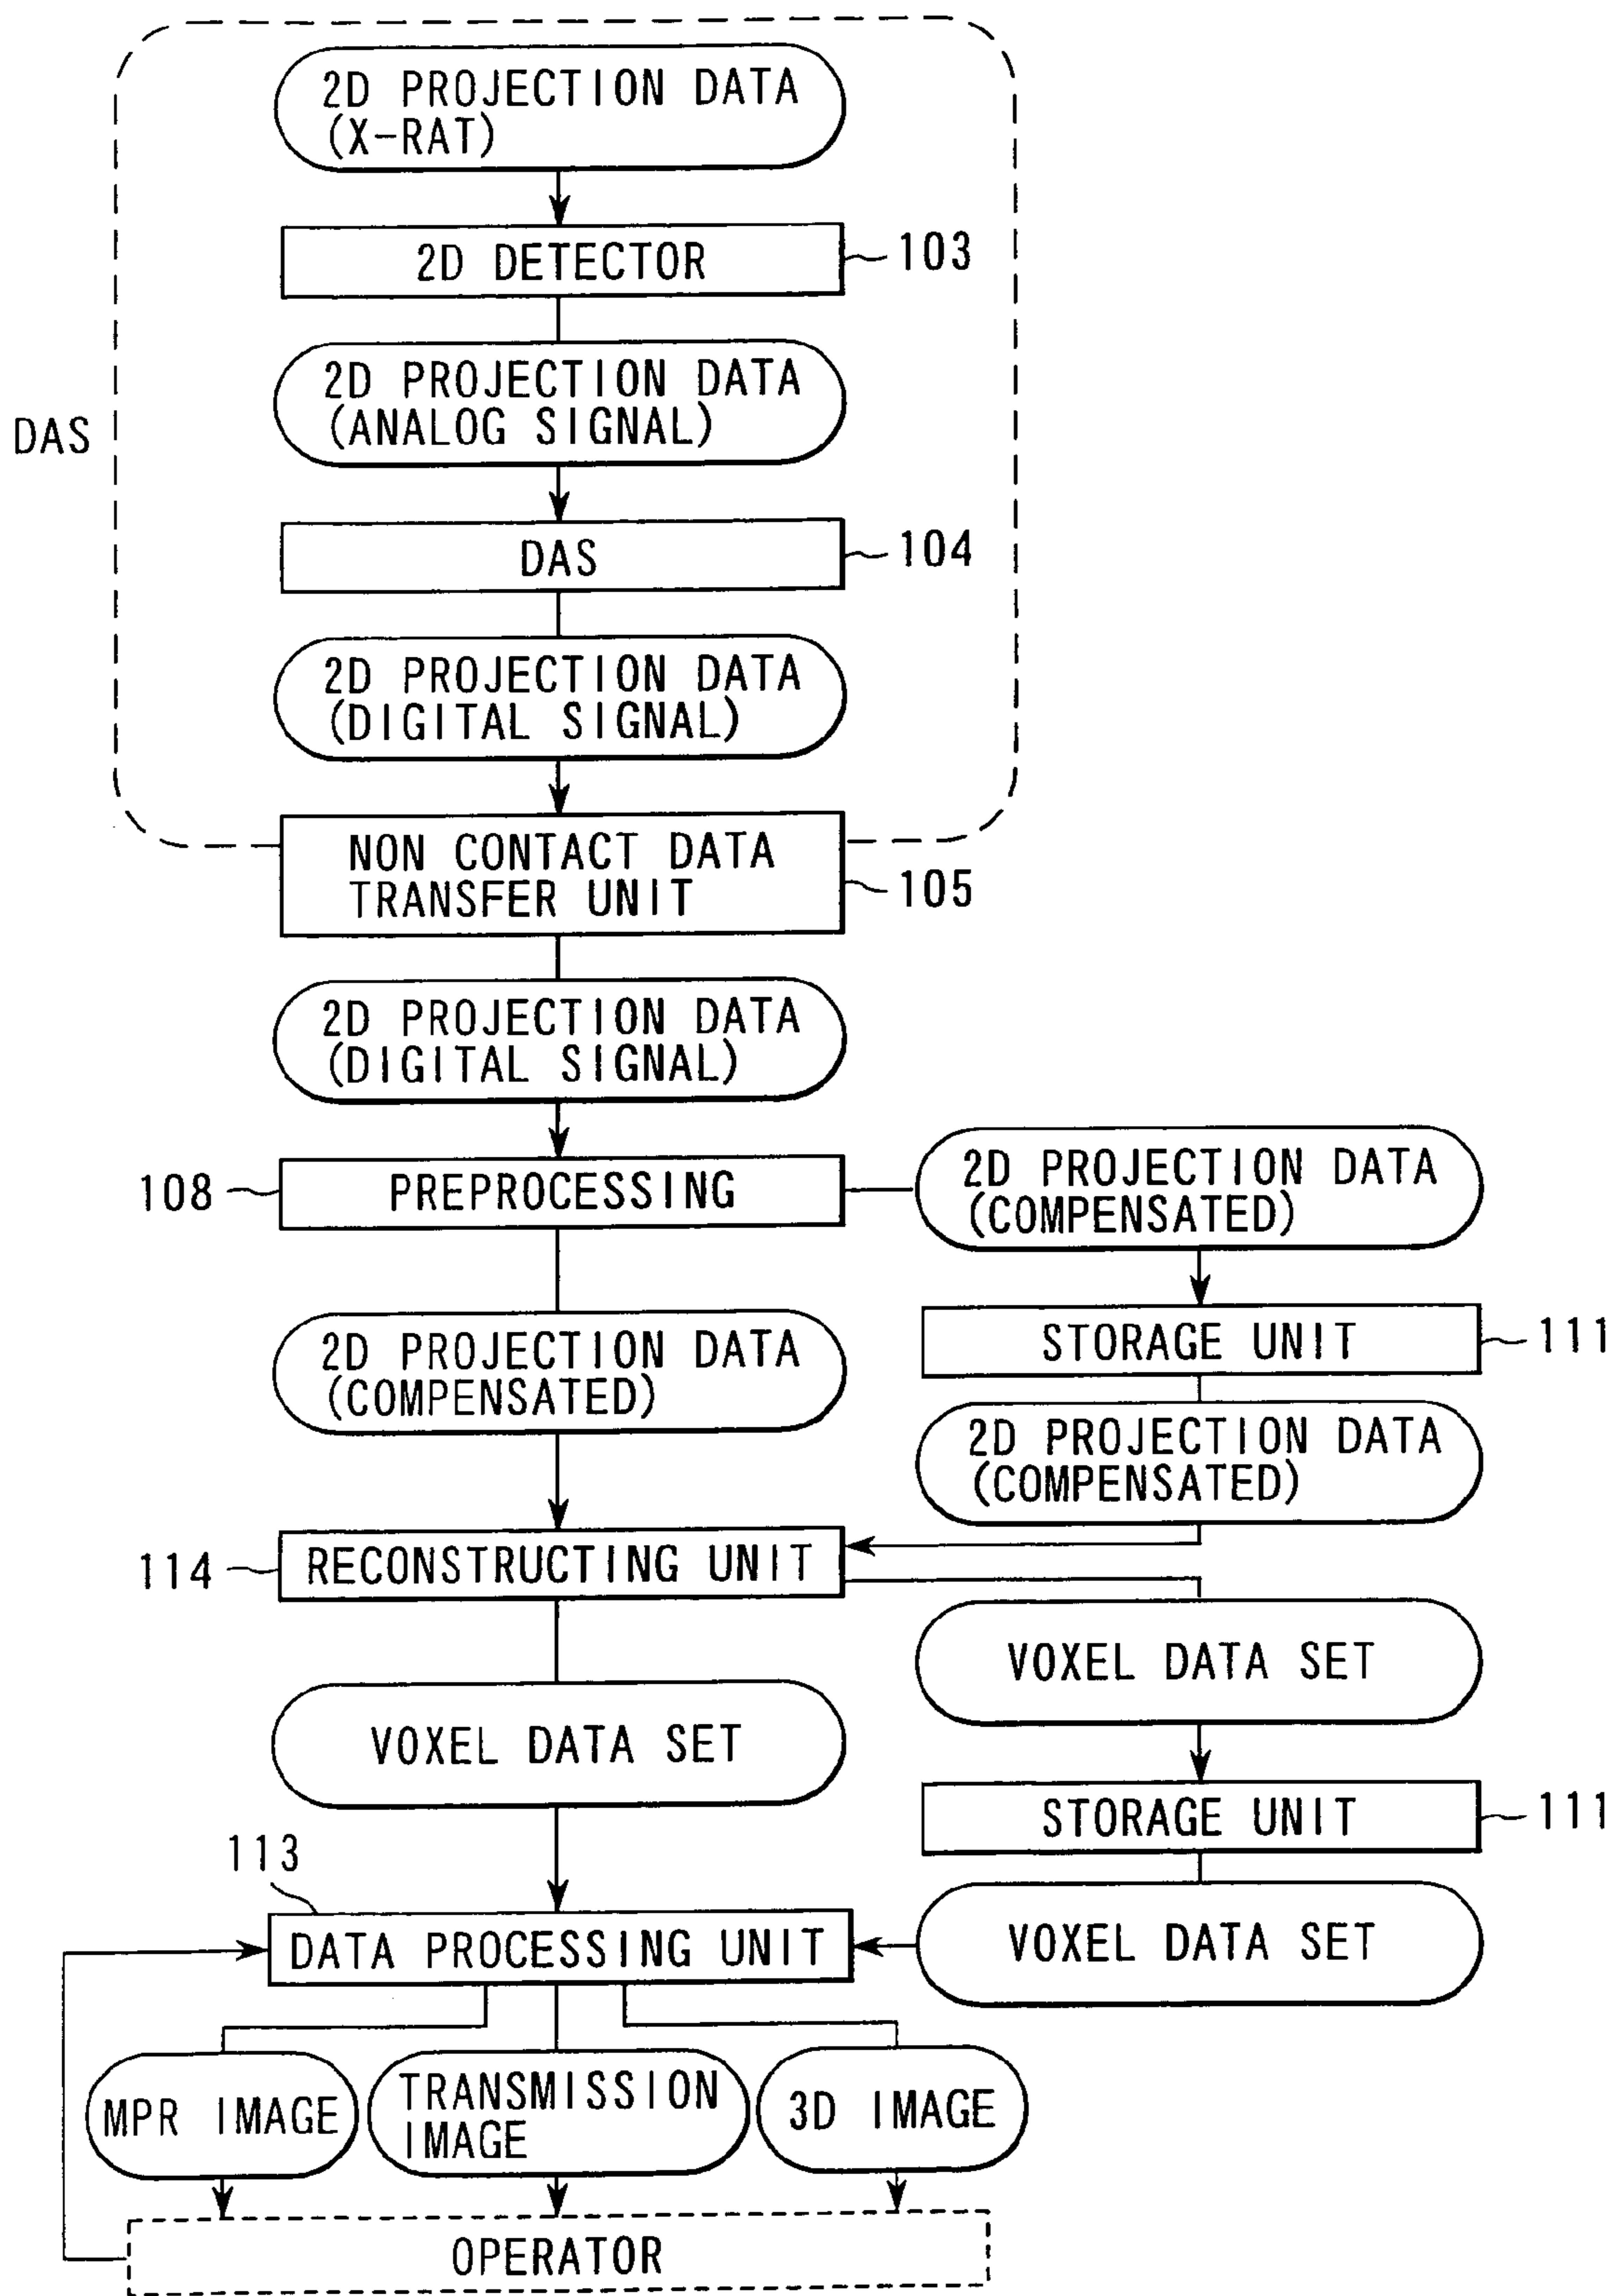 2D PROJECTION DATA
(X-RAT)
2D DETECTOR
103
2D PROJECTION DATA
(ANALOG SIGNAL)
DAS
DAS
104
2D PROJECTION DATA
(DIGITAL SIGNAL)
NON CONTACT DATA
TRANSFER UNIT
105
2D PROJECTION DATA
(DIGITAL SIGNAL)
108
PREPROCESSING
2D PROJECTION DATA
(COMPENSATED)
STORAGE UNIT
111
2D PROJECTION DATA
(COMPENSATED)
2D PROJECTION DATA
(COMPENSATED)
114
RECONSTRUCTING UNIT
VOXEL DATA SET
VOXEL DATA SET
STORAGE UNIT
111
113
DATA PROCESSING UNIT
VOXEL DATA SET
MPR IMAGE
TRANSMISSION
IMAGE
3D IMAGE
OPERATOR